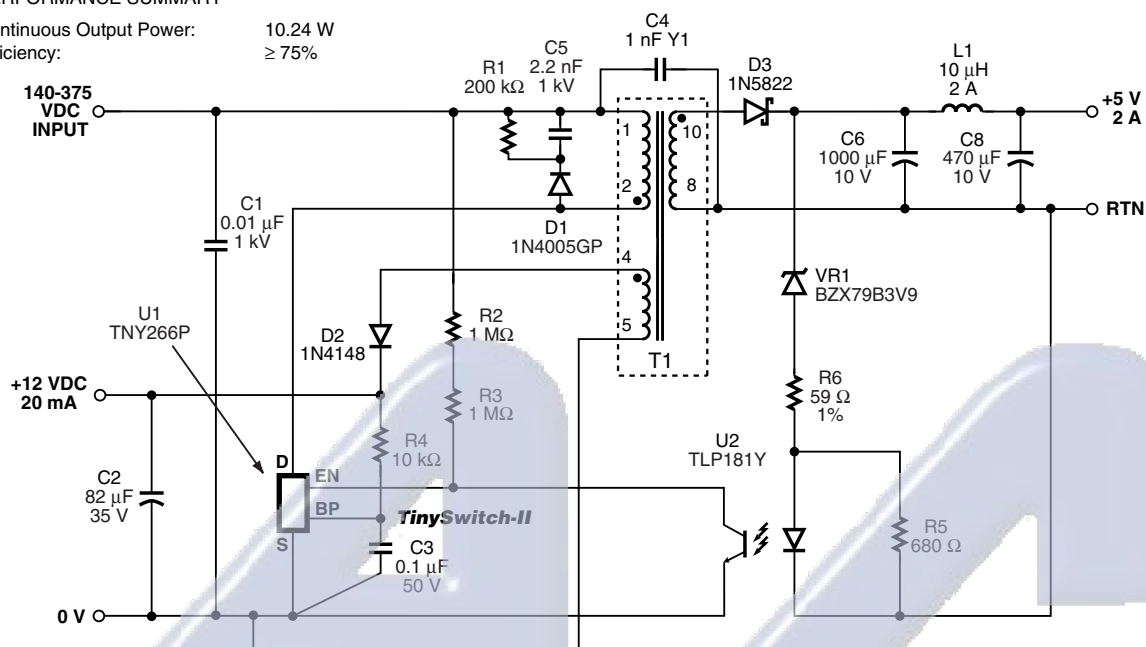 ontinuous Output Power: 10.24 W
iciency: ≥ 75%
C4
1 nF Y1
C5
2.2 nF
1 kV
R1
200 kΩ
D3
1N5822
L1
10 µH
2 A
140-375
VDC
INPUT
+5 V
2 A
1
10
C6
1000 µF
10 V
C8
470 µF
10 V
2
8
C1
0.01 µF
1 kV
D1
1N4005GP
RTN
4
VR1
BZX79B3V9
U1
TNY266P
D2
1N4148
R2
1 MΩ
5
T1
+12 VDC
20 mA
R3
1 MΩ
R6
59 Ω
1%
R4
10 kΩ
U2
TLP181Y
D
EN
C2
82 µF
35 V
BP
TinySwitch-II
S
C3
0.1 µF
50 V
R5
680 Ω
0 V